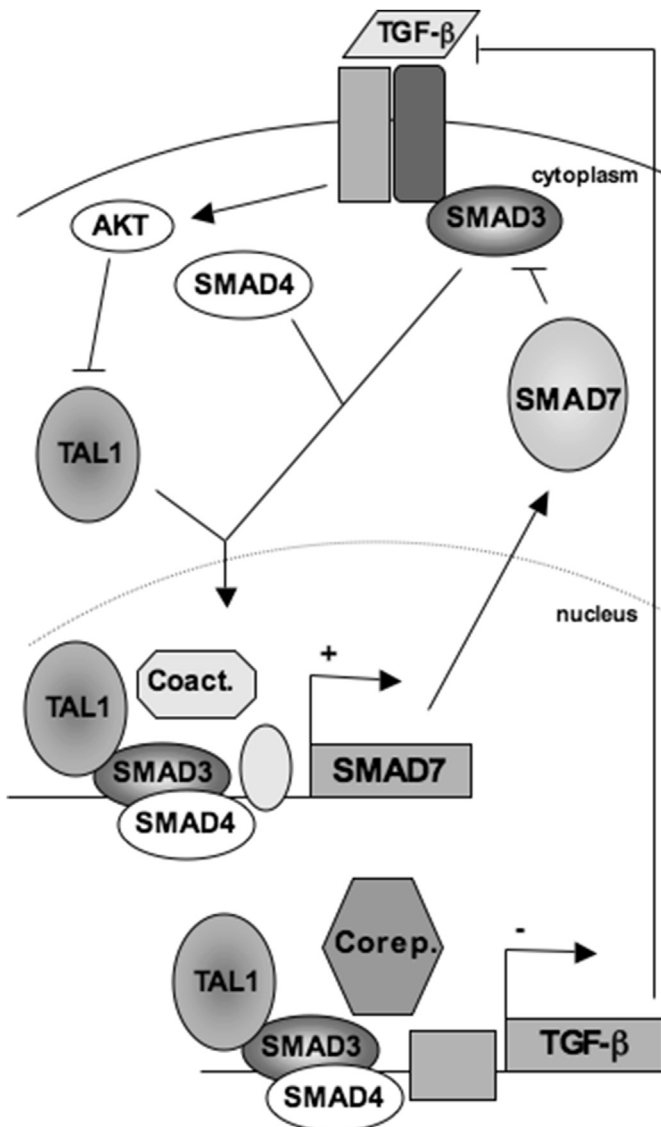 TGF-β
cytoplasm
SMAD3
AKT
SMAD4
SMAD7
TAL1
nucleus
+
Coact.
TAL1
SMAD3
SMAD7
SMAD4
Corep.
-
TAL1
SMAD3
TGF-β
SMAD4